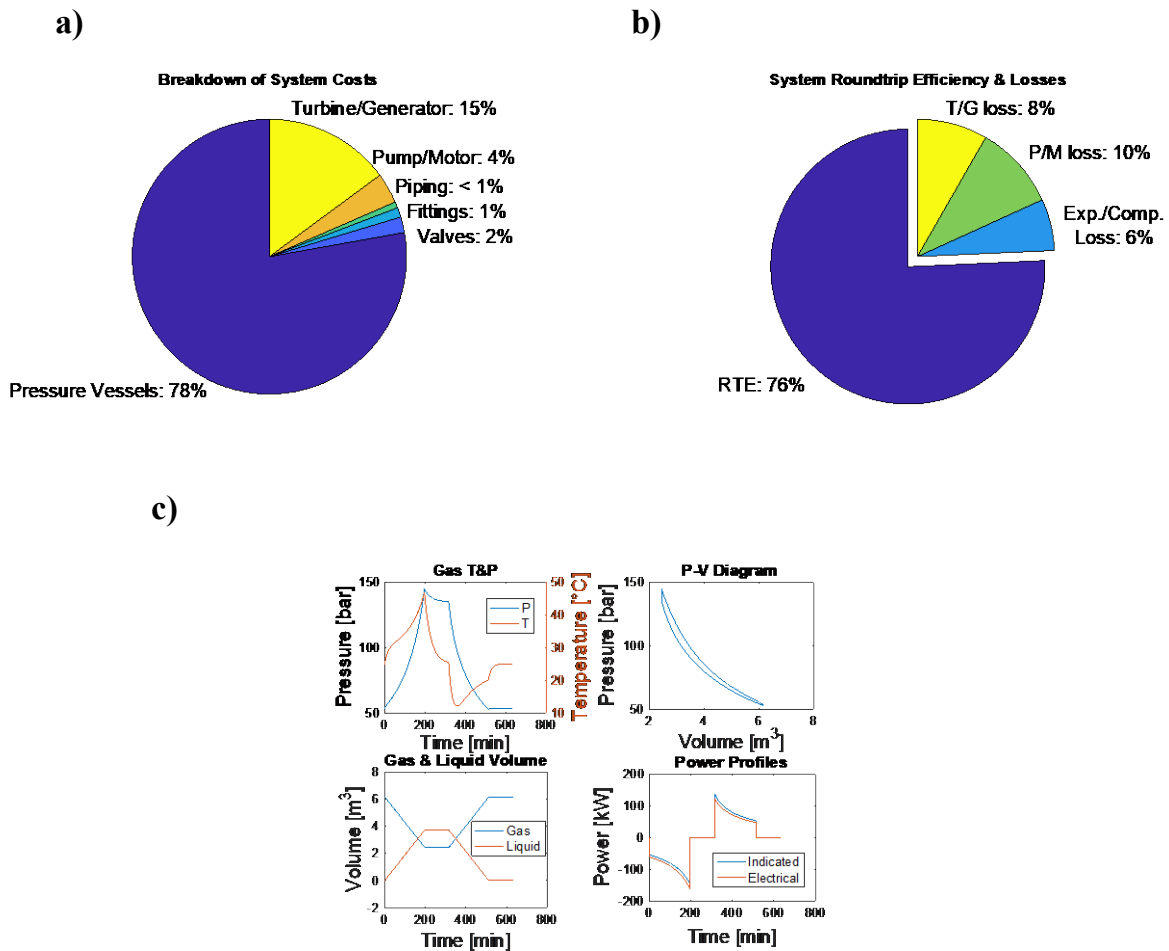 a)
b)
Breakdown of System Costs
Turbine/Generator: 15%
Pump/Motor: 4%
Piping: < 1%
Fittings: 1%
Valves: 2%
Pressure Vessels: 78%
System Roundtrip Efficiency & Losses
T/G loss: 8%
P/M loss: 10%
Exp./Comp.
Loss: 6%
RTE: 76%
c)
Gas T&P
150
100
50
Pressure [bar]
50
40
30
20
10
Temperature [°C]
P
T
0 200 400 600 800
Time [min]
P-V Diagram
150
100
50
Pressure [bar]
2 4 6 8
Volume [m³]
Gas & Liquid Volume
8
6
4
2
0
-2
Volume [m³]
Gas
Liquid
0 200 400 600 800
Time [min]
Power Profiles
200
100
0
-100
-200
Power [kW]
Indicated
Electrical
0 200 400 600 800
Time [min]